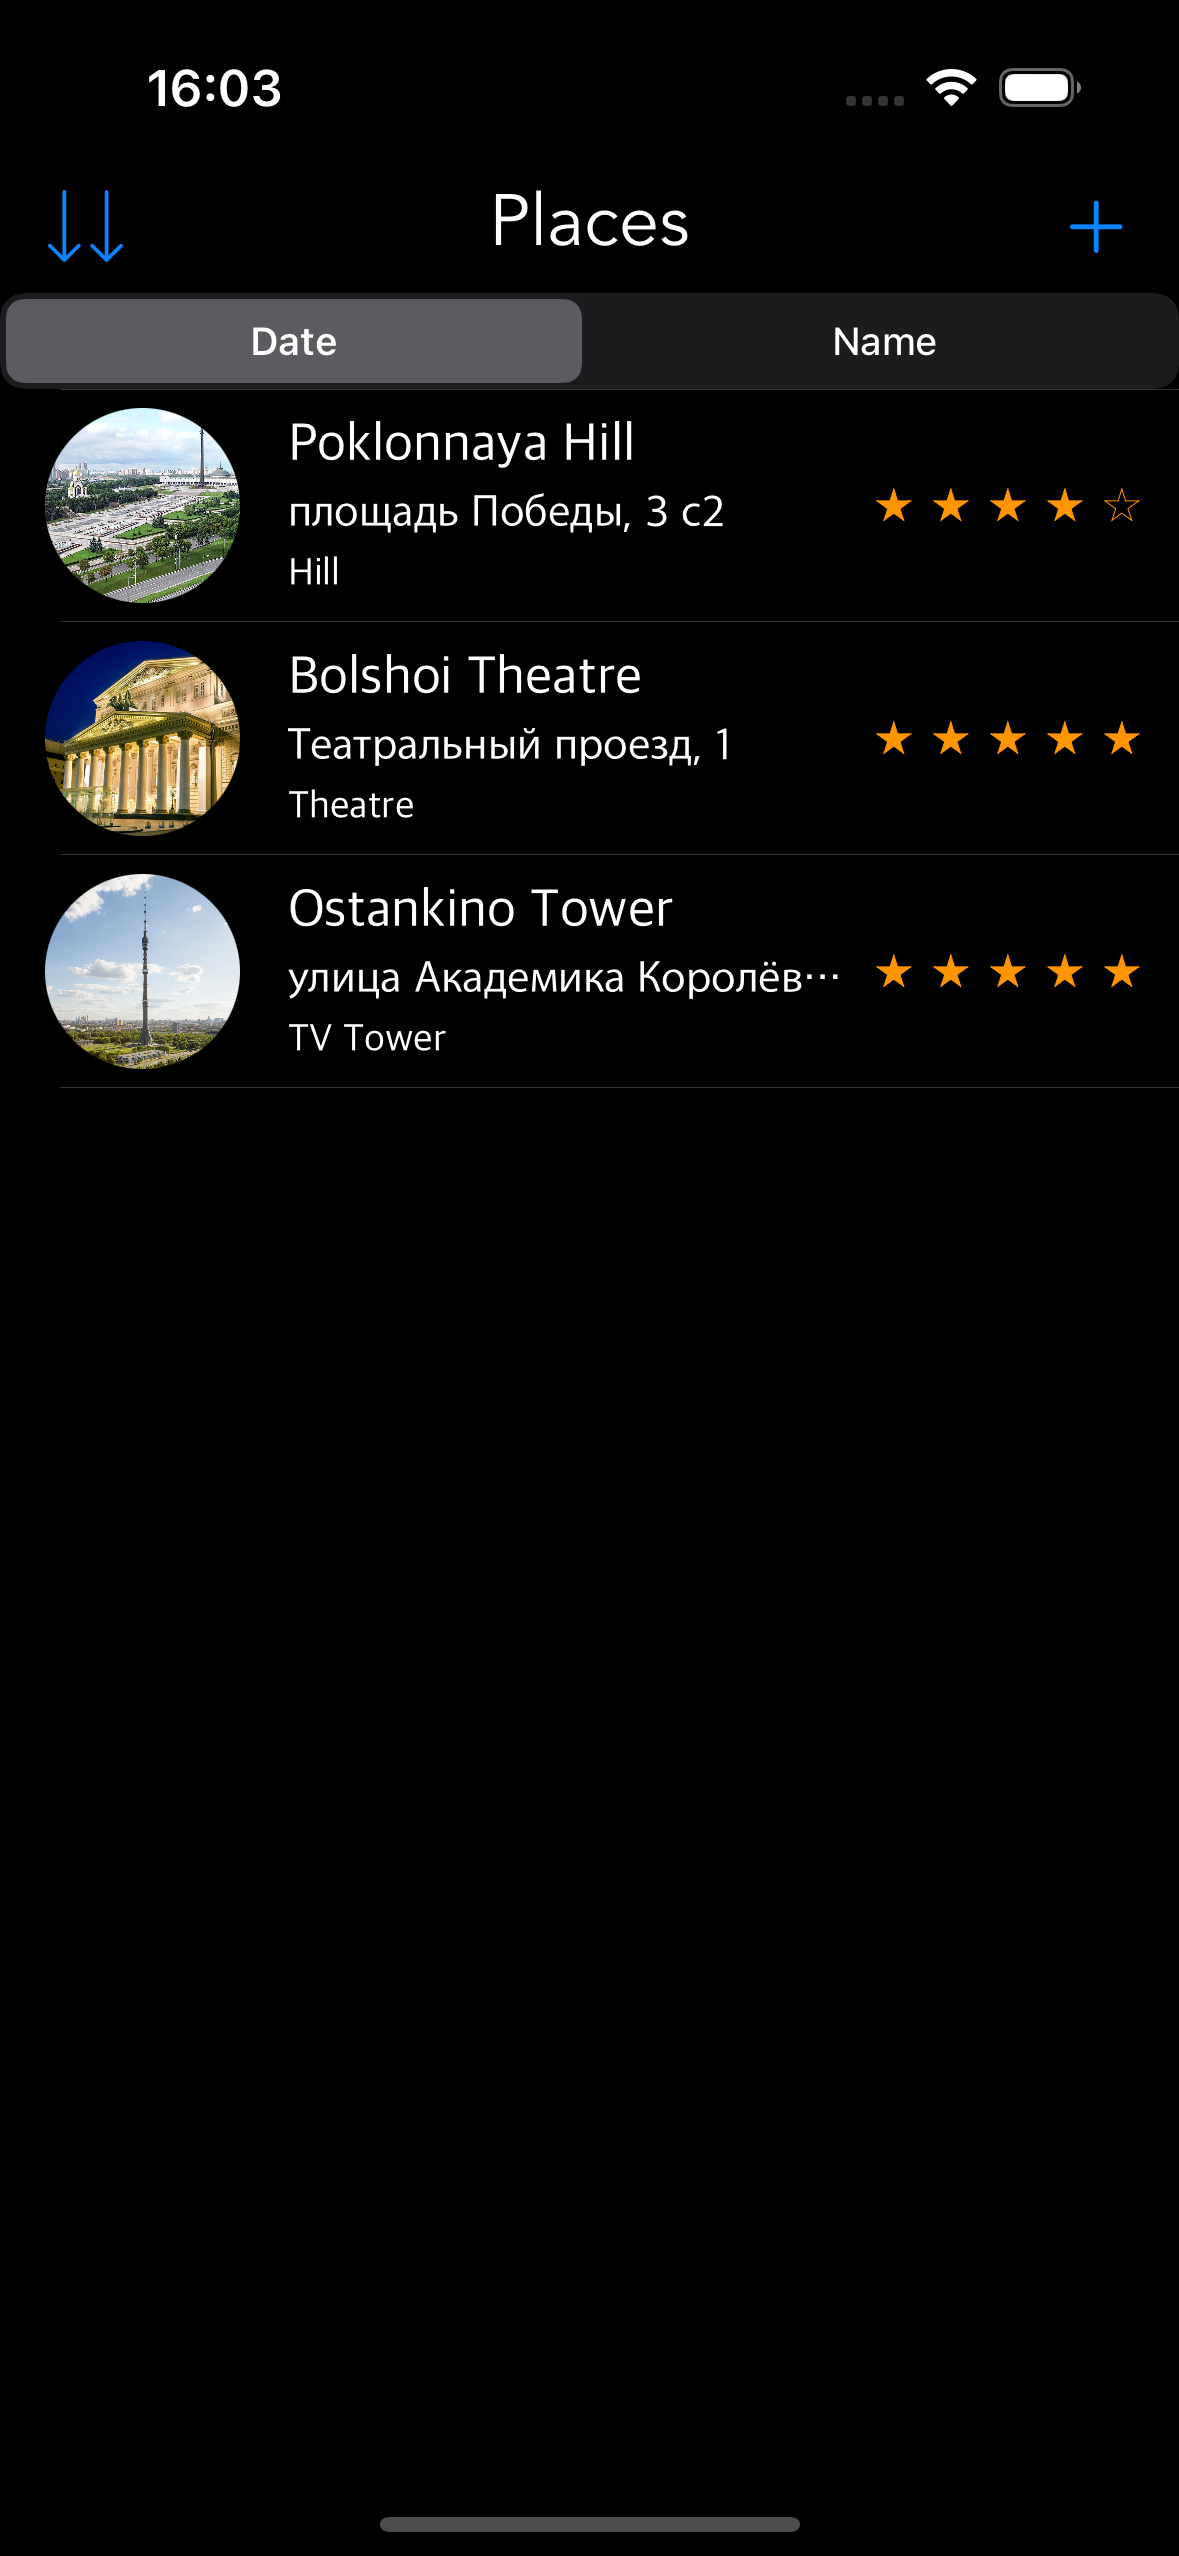 16:03
Places
Date
Name
Poklonnaya Hill
площадь Победы, 3 с2
Hill
Bolshoi Theatre
Театральный проезд, 1
Theatre
Ostankino Tower
улица Академика Королёв…
TV Tower